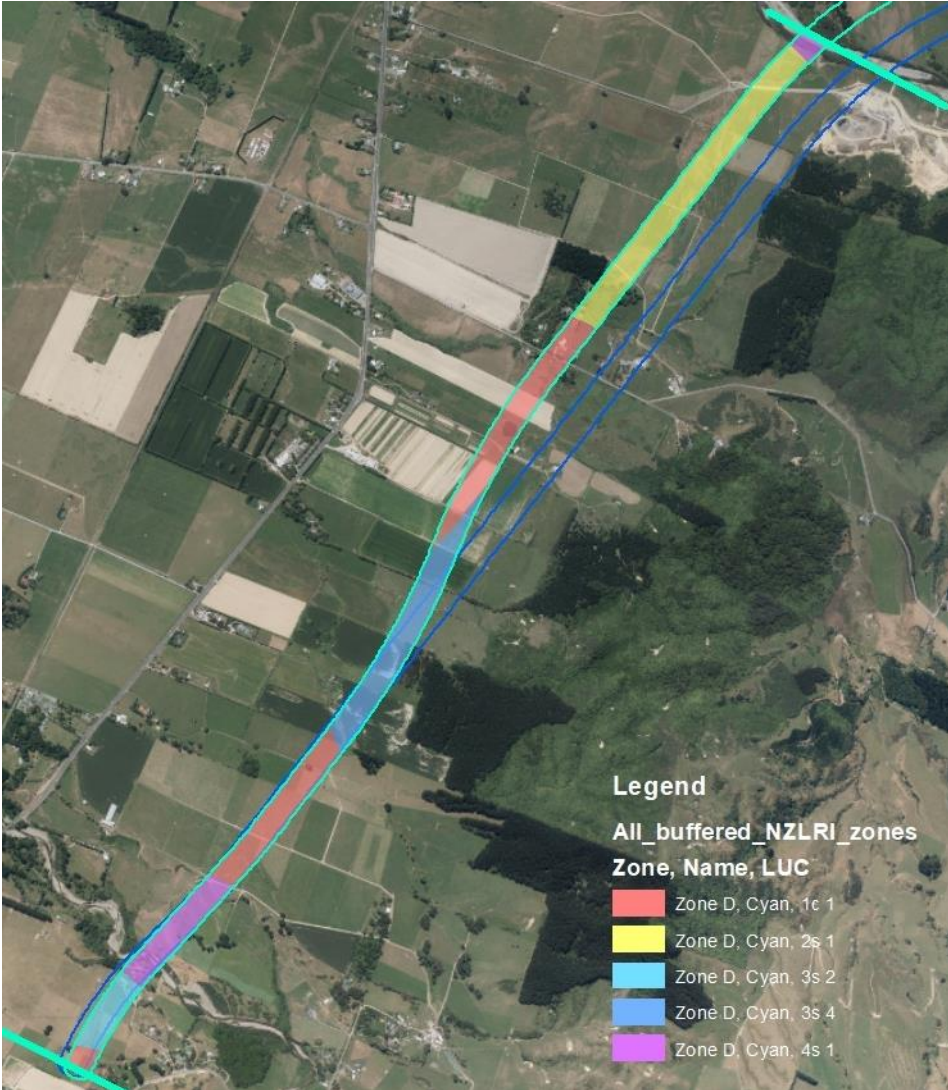 Legend
All_buffered_NZLRI_zones
Zone, Name, LUC
Zone D, Cyan, 1c 1
Zone D, Cyan, 2s 1
Zone D, Cyan, 3s 2
Zone D, Cyan, 3s 4
Zone D, Cyan, 4s 1